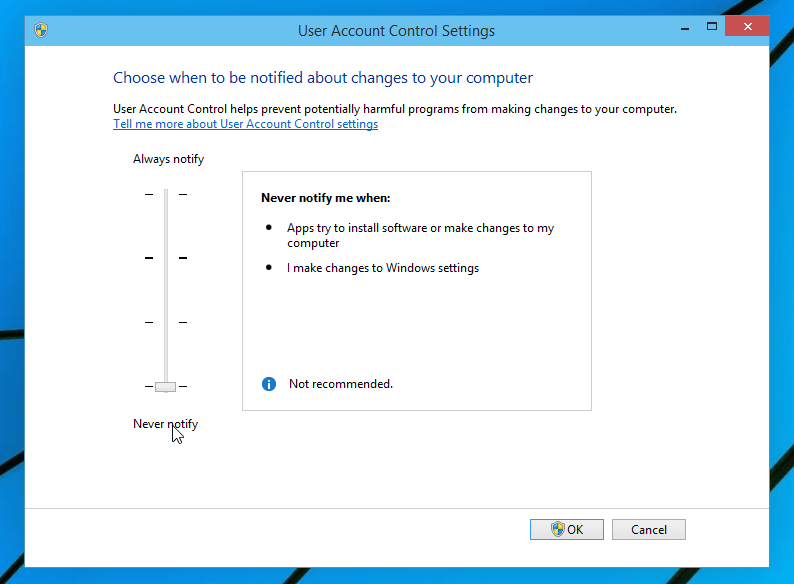 User Account Control Settings
Choose when to be notified about changes to your computer
User Account Control helps prevent potentially harmful programs from making changes to your computer.
Tell me more about User Account Control settings
Always notify
Never notify me when:
Apps try to install software or make changes to my
computer
I make changes to Windows settings
Not recommended.
Never notify
OK
Cancel